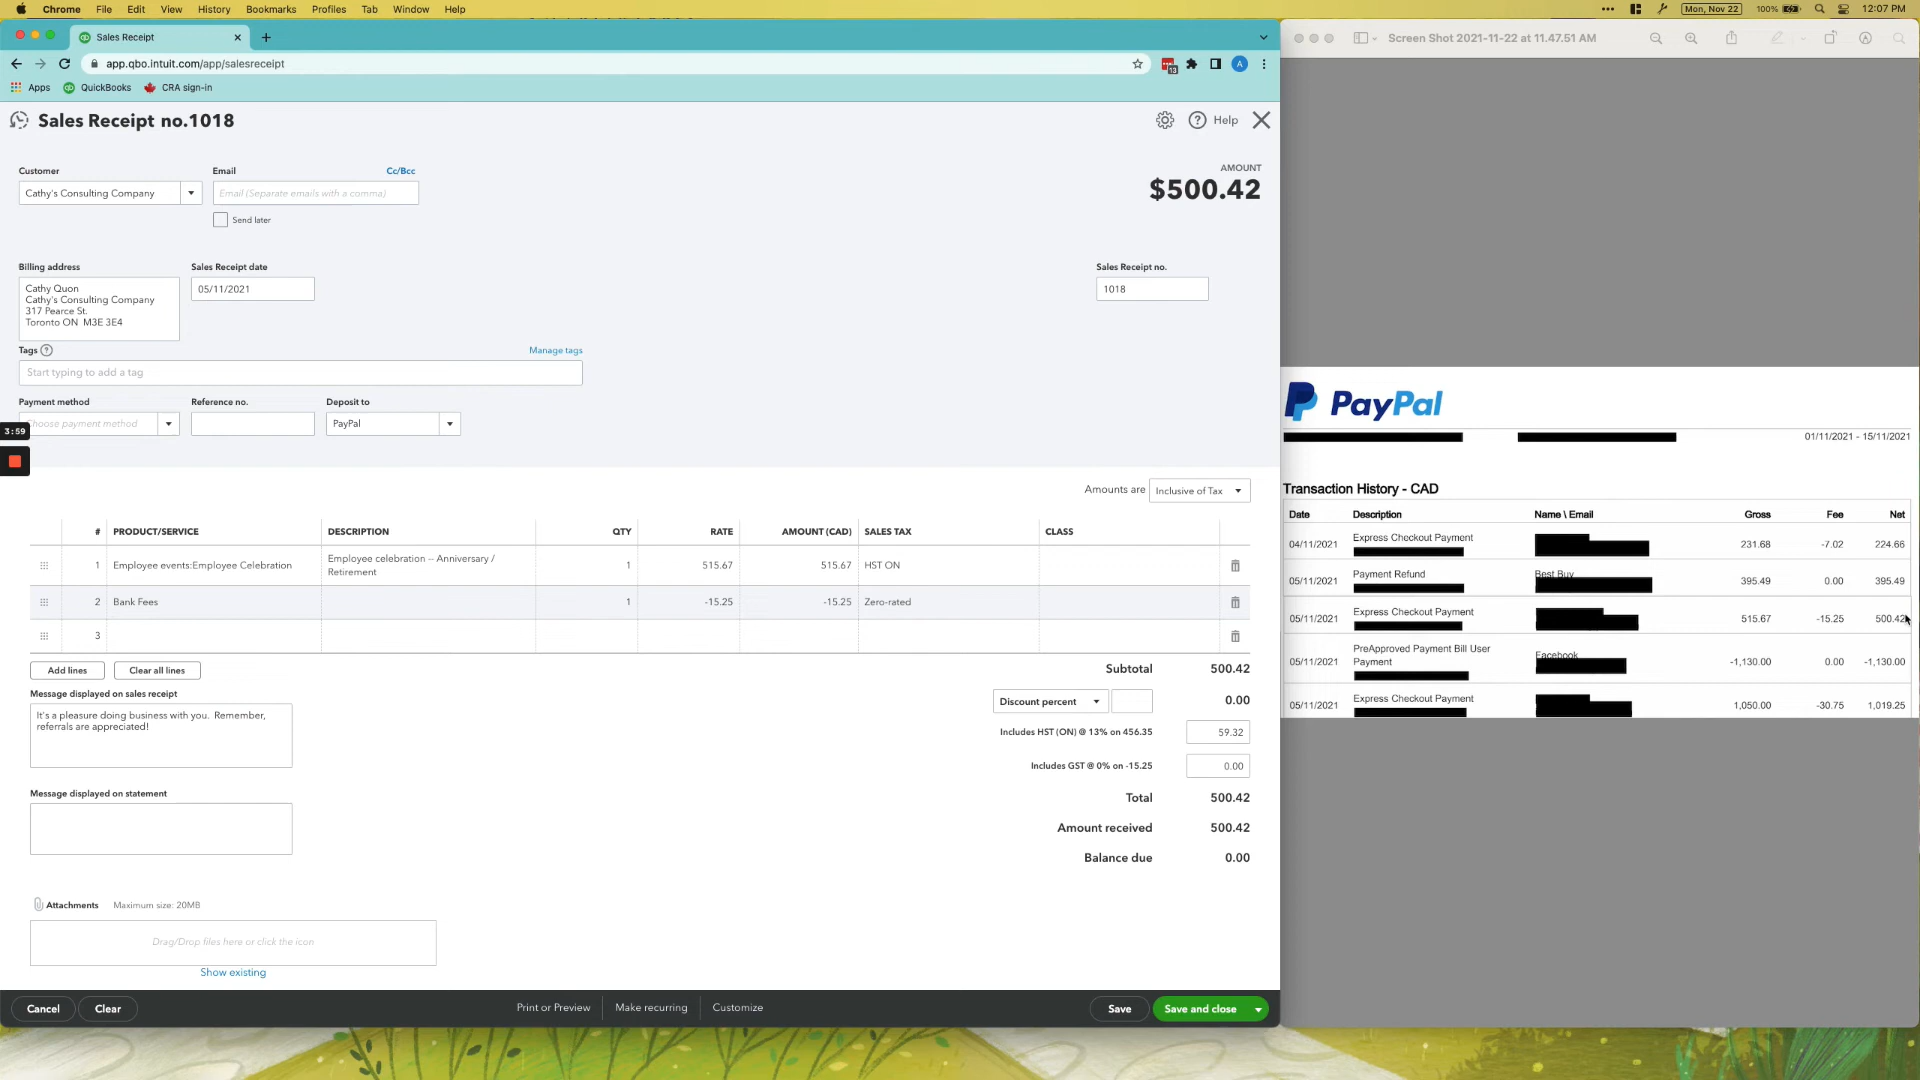 Chrome File Edit View History Bookmarks Profiles Tab Window Help
Mon, Nov 22 100% 12:07 PM
Sales Receipt
app.qbo.intuit.com/app/salesreceipt
13 A
Apps QuickBooks CRA sign-in
Sales Receipt no.1018
Help
Customer Email Cc/Bcc
Cathy's Consulting Company Email (Separate emails with a comma)
Send later
AMOUNT
$500.42
Billing address Sales Receipt date Sales Receipt no.
Cathy Quon
Cathy's Consulting Company
317 Pearce St.
Toronto ON M3E 3E4
05/11/2021
1018
Tags ? Manage tags
Start typing to add a tag
Payment method Reference no. Deposit to
Choose payment method PayPal
3:59
Amounts are Inclusive of Tax
# PRODUCT/SERVICE DESCRIPTION QTY RATE AMOUNT (CAD) SALES TAX CLASS
1 Employee events:Employee Celebration Employee celebration -- Anniversary / 1 515.67 515.67 HST ON
Retirement
2 Bank Fees 1 -15.25 -15.25 Zero-rated
3
Add lines Clear all lines
Subtotal 500.42
Message displayed on sales receipt
It's a pleasure doing business with you. Remember,
referrals are appreciated!
Discount percent 0.00
Includes HST (ON) @ 13% on 456.35 59.32
Includes GST @ 0% on -15.25 0.00
Message displayed on statement
Total 500.42
Amount received 500.42
Balance due 0.00
Attachments Maximum size: 20MB
Drag/Drop files here or click the icon
Show existing
Cancel Clear Print or Preview Make recurring Customize Save Save and close
Screen Shot 2021-11-22 at 11.47.51 AM
PayPal
01/11/2021 - 15/11/2021
Transaction History - CAD
Date Description Name \ Email Gross Fee Net
04/11/2021 Express Checkout Payment 231.68 -7.02 224.66
05/11/2021 Payment Refund Best Buy 395.49 0.00 395.49
05/11/2021 Express Checkout Payment 515.67 -15.25 500.42
05/11/2021 PreApproved Payment Bill User Facebook -1,130.00 0.00 -1,130.00
Payment
05/11/2021 Express Checkout Payment 1,050.00 -30.75 1,019.25